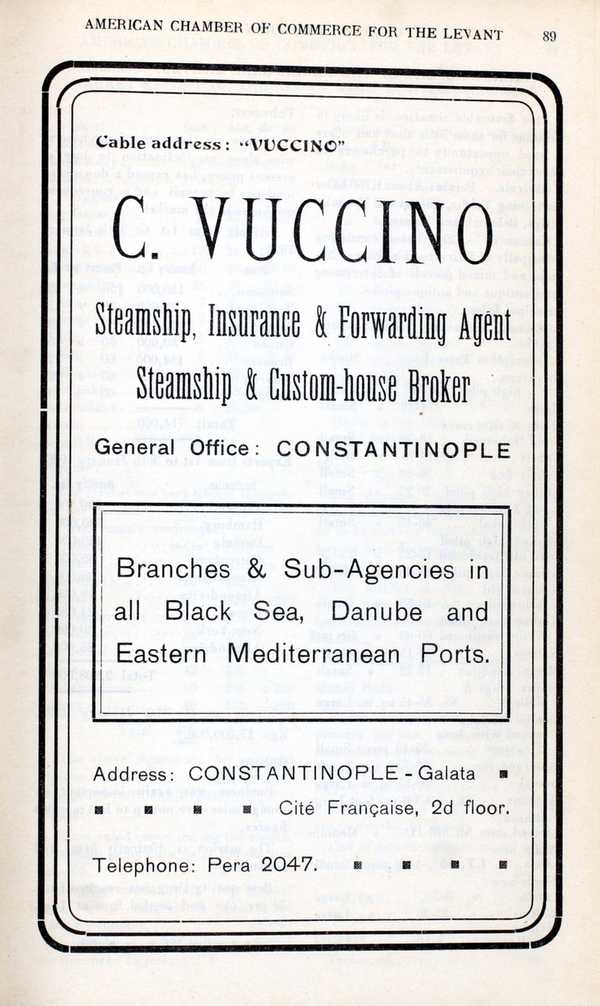 AMERICAN CHAMBER OF COMMERCE FOR THE LEVANT 89
Cable address: "VUCCINO"
C. VUCCINO
Steamship, Insurance & Forwarding Agent
Steamship & Custom-house Broker
General Office: CONSTANTINOPLE
Branches & Sub-Agencies in
all Black Sea, Danube and
Eastern Mediterranean Ports.
Address: CONSTANTINOPLE - Galata
Cité Française, 2d floor.
Telephone: Pera 2047.